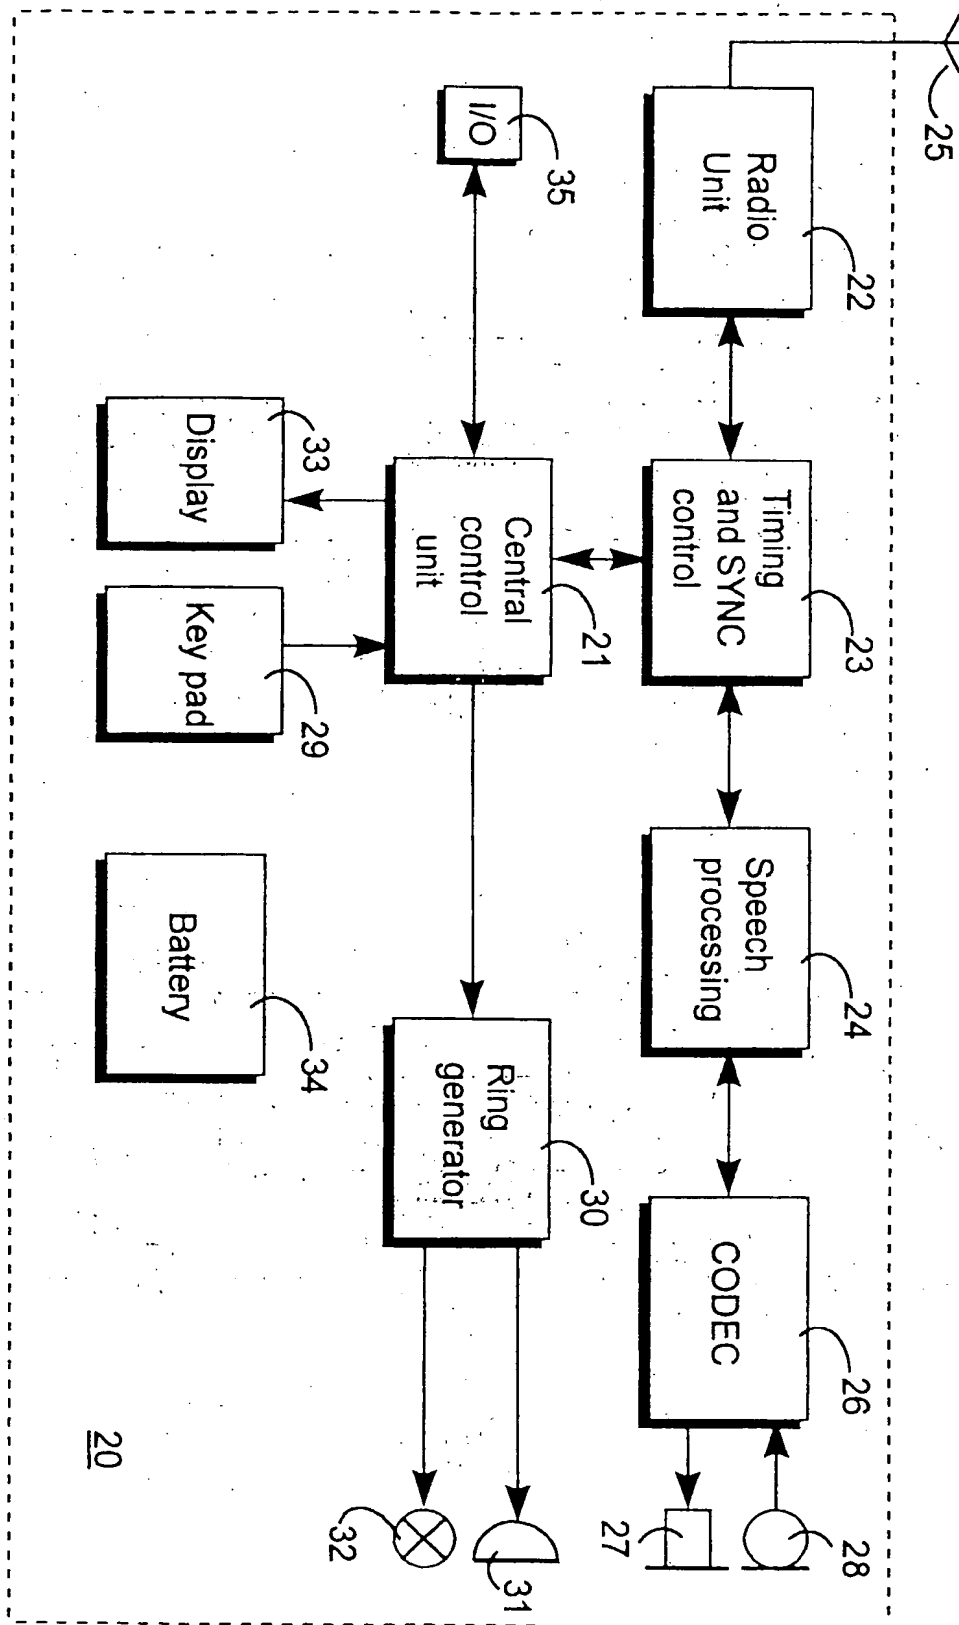 25
Radio
Unit
22
Timing
and SYNC
control
23
Speech
processing
24
CODEC
26
28
27
I/O
35
Central
control
unit
21
Ring
generator
30
31
32
Display
33
Key pad
29
Battery
34
20